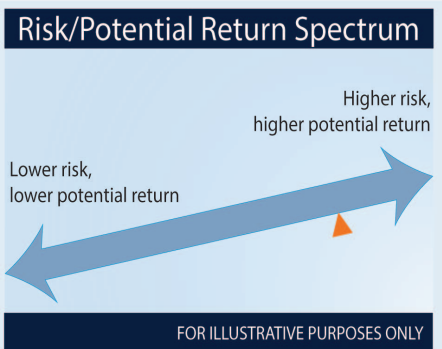 Risk/Potential Return Spectrum
Higher risk,
higher potential return
Lower risk,
lower potential return
FOR ILLUSTRATIVE PURPOSES ONLY